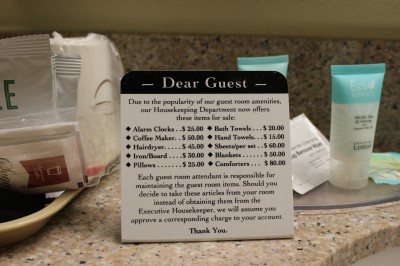 — Dear Guest —
Due to the popularity of our guest room amenities,
our Housekeeping Department now offers
these items for sale:
◆ Alarm Clocks . . $ 25.00 ◆ Bath Towels . . . $ 20.00
◆ Coffee Maker. . $ 50.00 ◆ Hand Towels. . . $ 15.00
◆ Hairdryer. . . . . $ 45.00 ◆ Sheets/per set . . $ 60.00
◆ Iron/Board . . . . $ 30.00 ◆ Blankets . . . . . . $ 50.00
◆ Pillows . . . . . . . $ 25.00 ◆ Comforters . . . . $ 80.00
Each guest room attendant is responsible for
maintaining the guest room items. Should you
decide to take these articles from your room
instead of obtaining them from the
Executive Housekeeper, we will assume you
approve a corresponding charge to your account.
Thank You.
Eco
LOTION